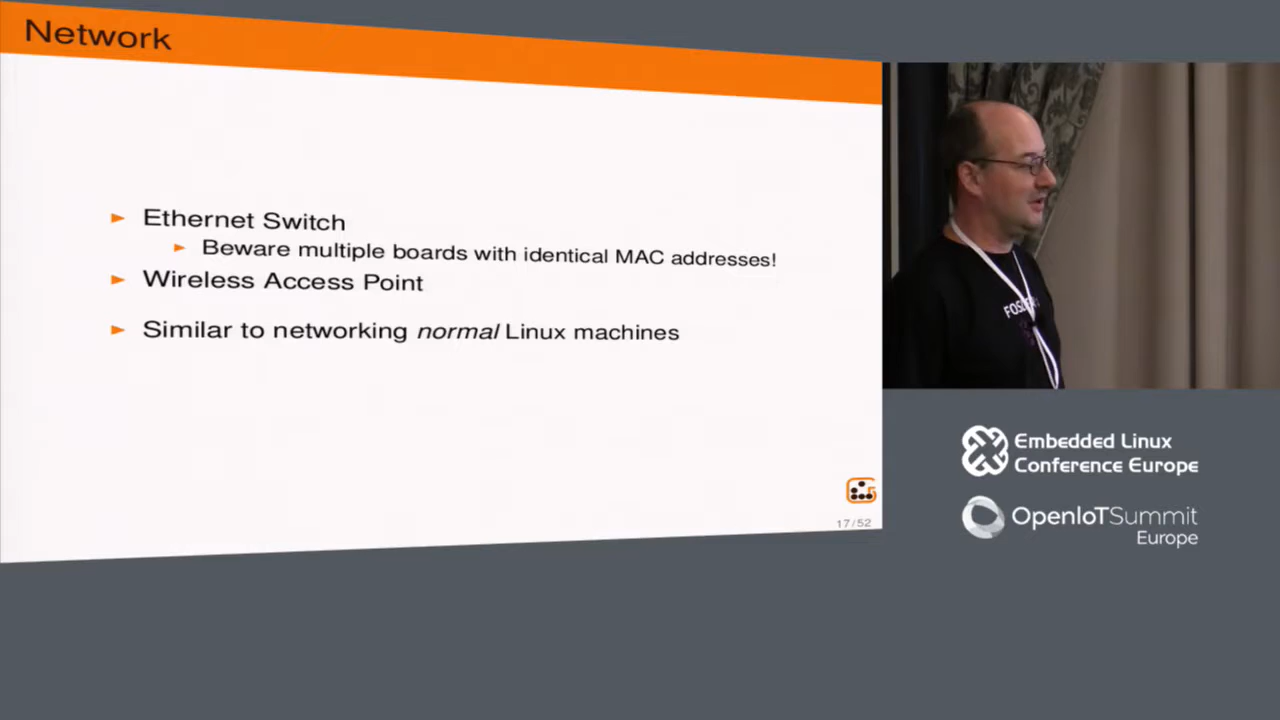 Network
Ethernet Switch
Beware multiple boards with identical MAC addresses!
Wireless Access Point
Similar to networking normal Linux machines
17/52
Embedded Linux
Conference Europe
OpenIoTSummit
Europe